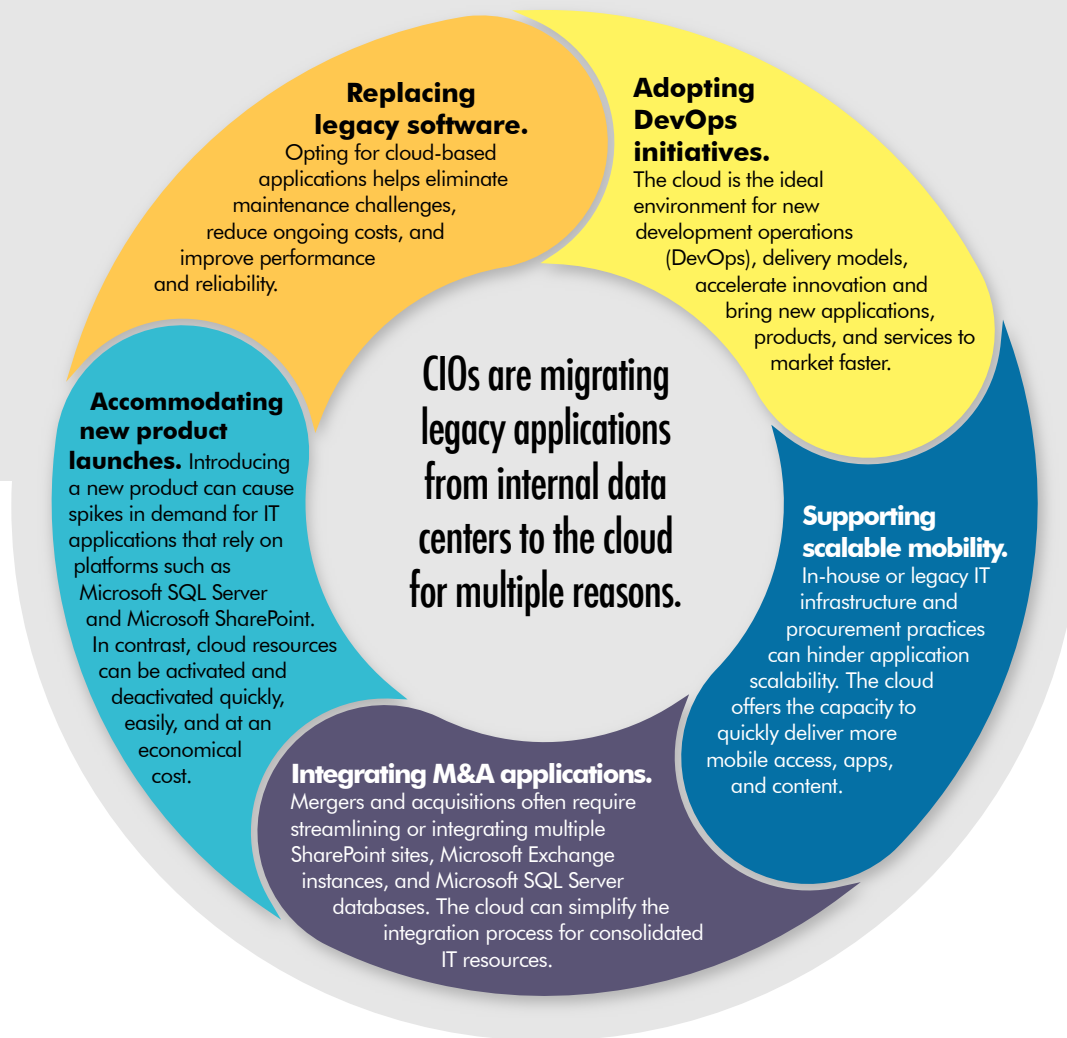 Replacing
legacy software.
Opting for cloud-based
applications helps eliminate
maintenance challenges,
reduce ongoing costs, and
improve performance
and reliability.
Adopting
DevOps
initiatives.
The cloud is the ideal
environment for new
development operations
(DevOps), delivery models,
accelerate innovation and
bring new applications,
products, and services to
market faster.
Supporting
scalable mobility.
In-house or legacy IT
infrastructure and
procurement practices
can hinder application
scalability. The cloud
offers the capacity to
quickly deliver more
mobile access, apps,
and content.
Integrating M&A applications.
Mergers and acquisitions often require
streamlining or integrating multiple
SharePoint sites, Microsoft Exchange
instances, and Microsoft SQL Server
databases. The cloud can simplify the
integration process for consolidated
IT resources.
Accommodating
new product
launches. Introducing
a new product can cause
spikes in demand for IT
applications that rely on
platforms such as
Microsoft SQL Server
and Microsoft SharePoint.
In contrast, cloud resources
can be activated and
deactivated quickly,
easily, and at an
economical
cost.
CIOs are migrating
legacy applications
from internal data
centers to the cloud
for multiple reasons.